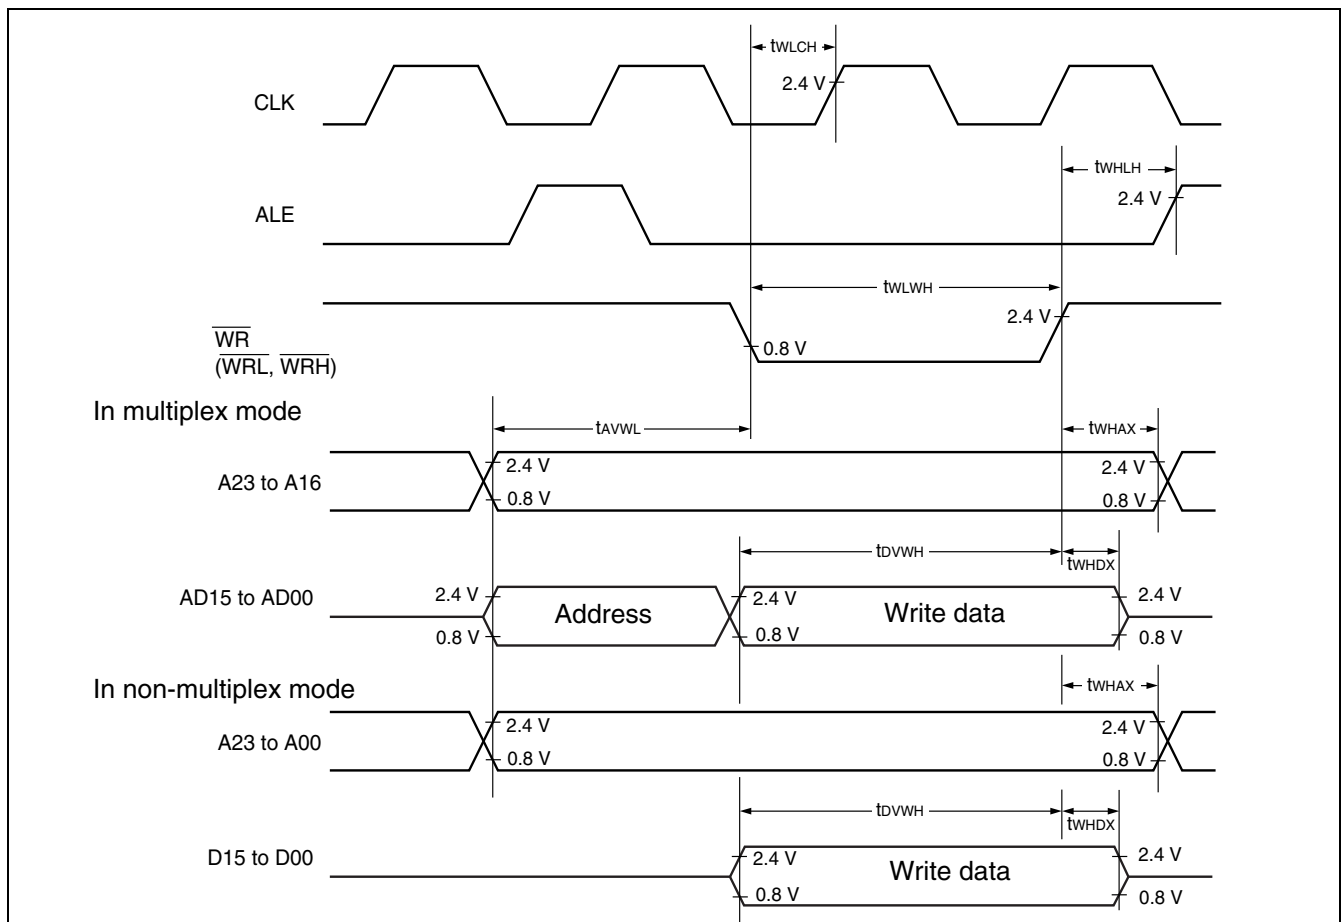 tWLCH
2.4 V
CLK
tWHLH
2.4 V
ALE
tWLWH
2.4 V
0.8 V
WR
(WRL, WRH)
In multiplex mode
tAVWL
tWHAX
2.4 V
2.4 V
A23 to A16
0.8 V
0.8 V
tDVWH
tWHDX
AD15 to AD00
2.4 V
Address
2.4 V
Write data
2.4 V
0.8 V
0.8 V
0.8 V
In non-multiplex mode
tWHAX
2.4 V
2.4 V
A23 to A00
0.8 V
0.8 V
tDVWH
tWHDX
D15 to D00
2.4 V
Write data
2.4 V
0.8 V
0.8 V